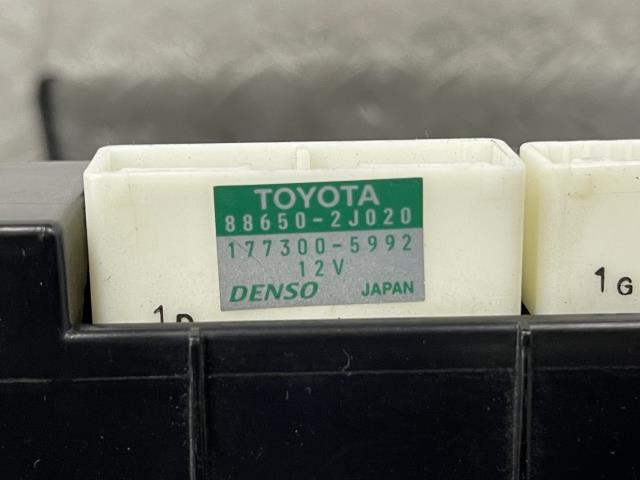 TOYOTA
88650-2J020
177300-5992
12V
DENSO JAPAN
1G